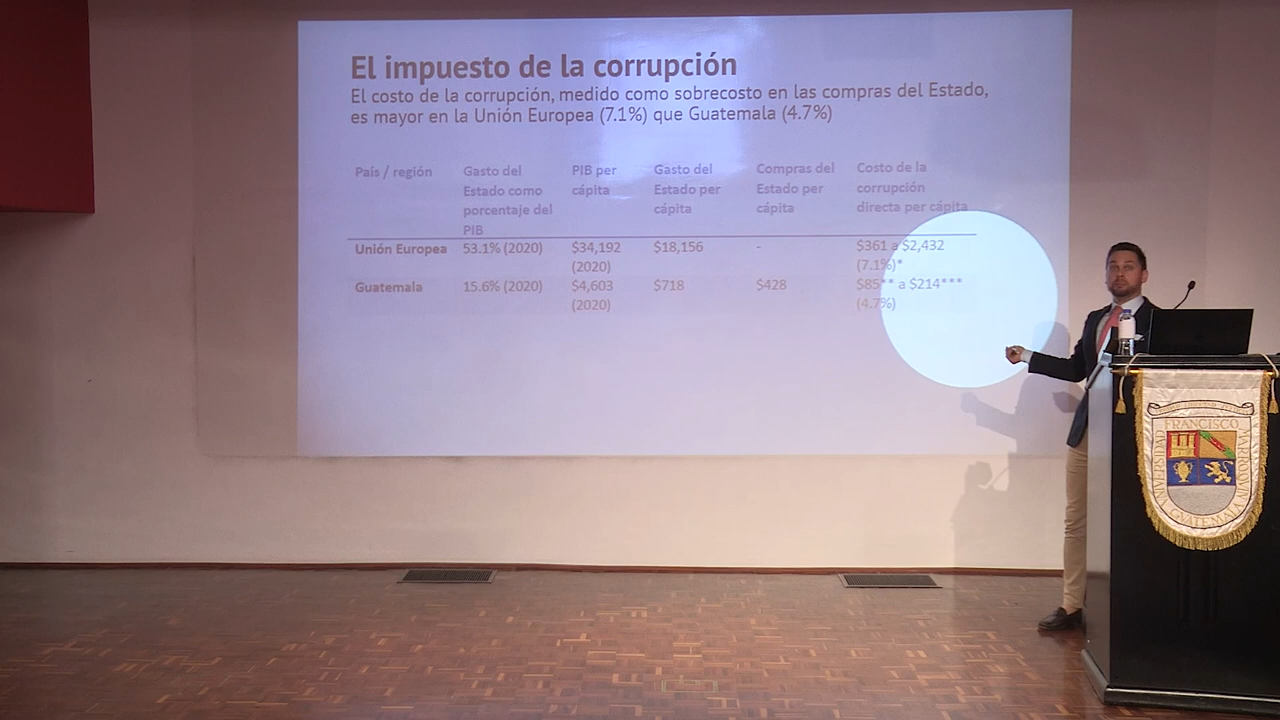 El impuesto de la corrupción
El costo de la corrupción, medido como sobrecosto en las compras del Estado,
es mayor en la Unión Europea (7.1%) que Guatemala (4.7%)
País / región
Gasto del
Estado como
porcentaje del
PIB
PIB per
cápita
Gasto del
Estado per
cápita
Compras del
Estado per
cápita
Costo de la
corrupción
directa per cápita
Unión Europea
53.1% (2020)
$34,192
(2020)
$18,156
-
$361 a $2,432
(7.1%)*
Guatemala
15.6% (2020)
$4,603
(2020)
$718
$428
$85** a $214***
(4.7%)
FRANCISCO
MARROQUIN
GVATEMALA